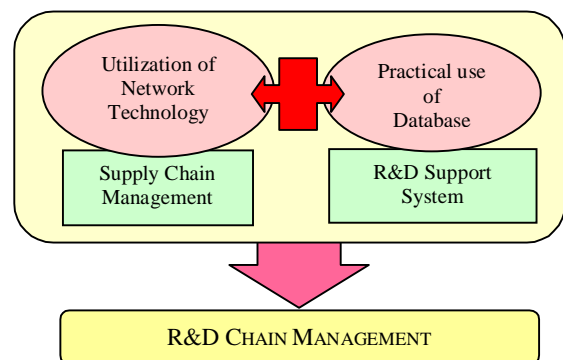 Utilization of
Network
Technology
Practical use
of
Database
Supply Chain
Management
R&D Support
System
R&D CHAIN MANAGEMENT